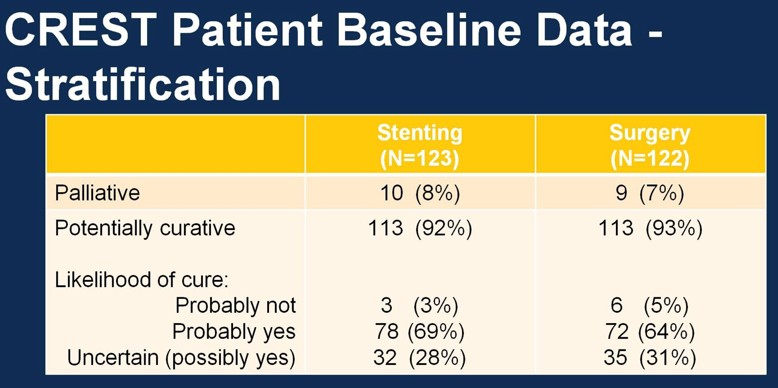 CREST Patient Baseline Data -
Stratification
Stenting Surgery
(N=123) (N=122)
Palliative 10 (8%) 9 (7%)
Potentially curative 113 (92%) 113 (93%)
Likelihood of cure:
Probably not 3 (3%) 6 (5%)
Probably yes 78 (69%) 72 (64%)
Uncertain (possibly yes) 32 (28%) 35 (31%)